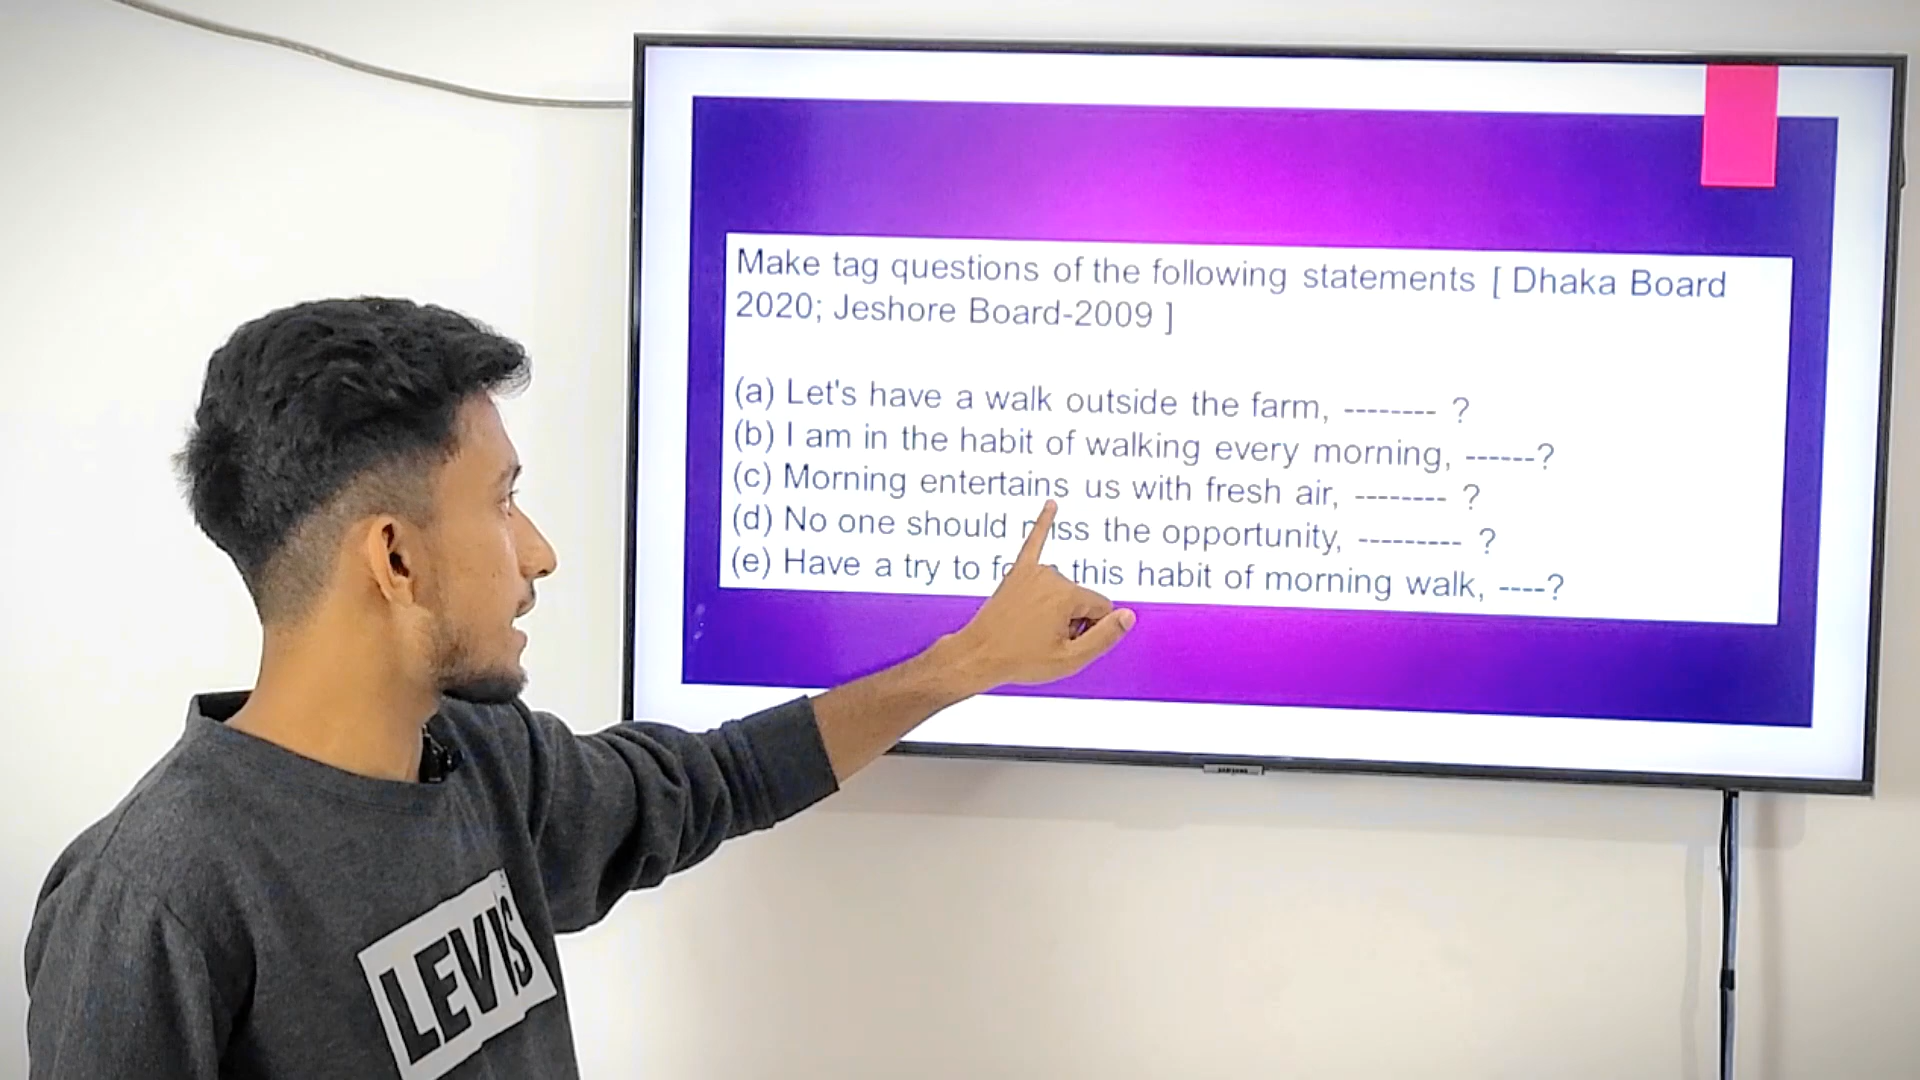 Make tag questions of the following statements [ Dhaka Board
2020; Jeshore Board-2009 ]
(a) Let's have a walk outside the farm, -------- ?
(b) I am in the habit of walking every morning, ------?
(c) Morning entertains us with fresh air, -------- ?
(d) No one should miss the opportunity, --------- ?
(e) Have a try to this habit of morning walk, ----?
SAMSUNG
LEVI'S